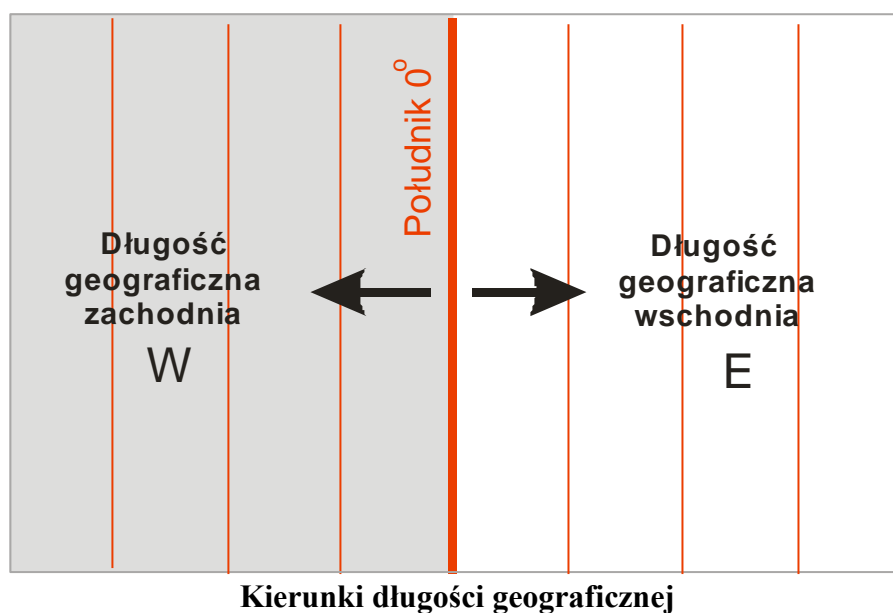 Południk 0°
Długość
geograficzna
zachodnia
W
Długość
geograficzna
wschodnia
E
Kierunki długości geograficznej